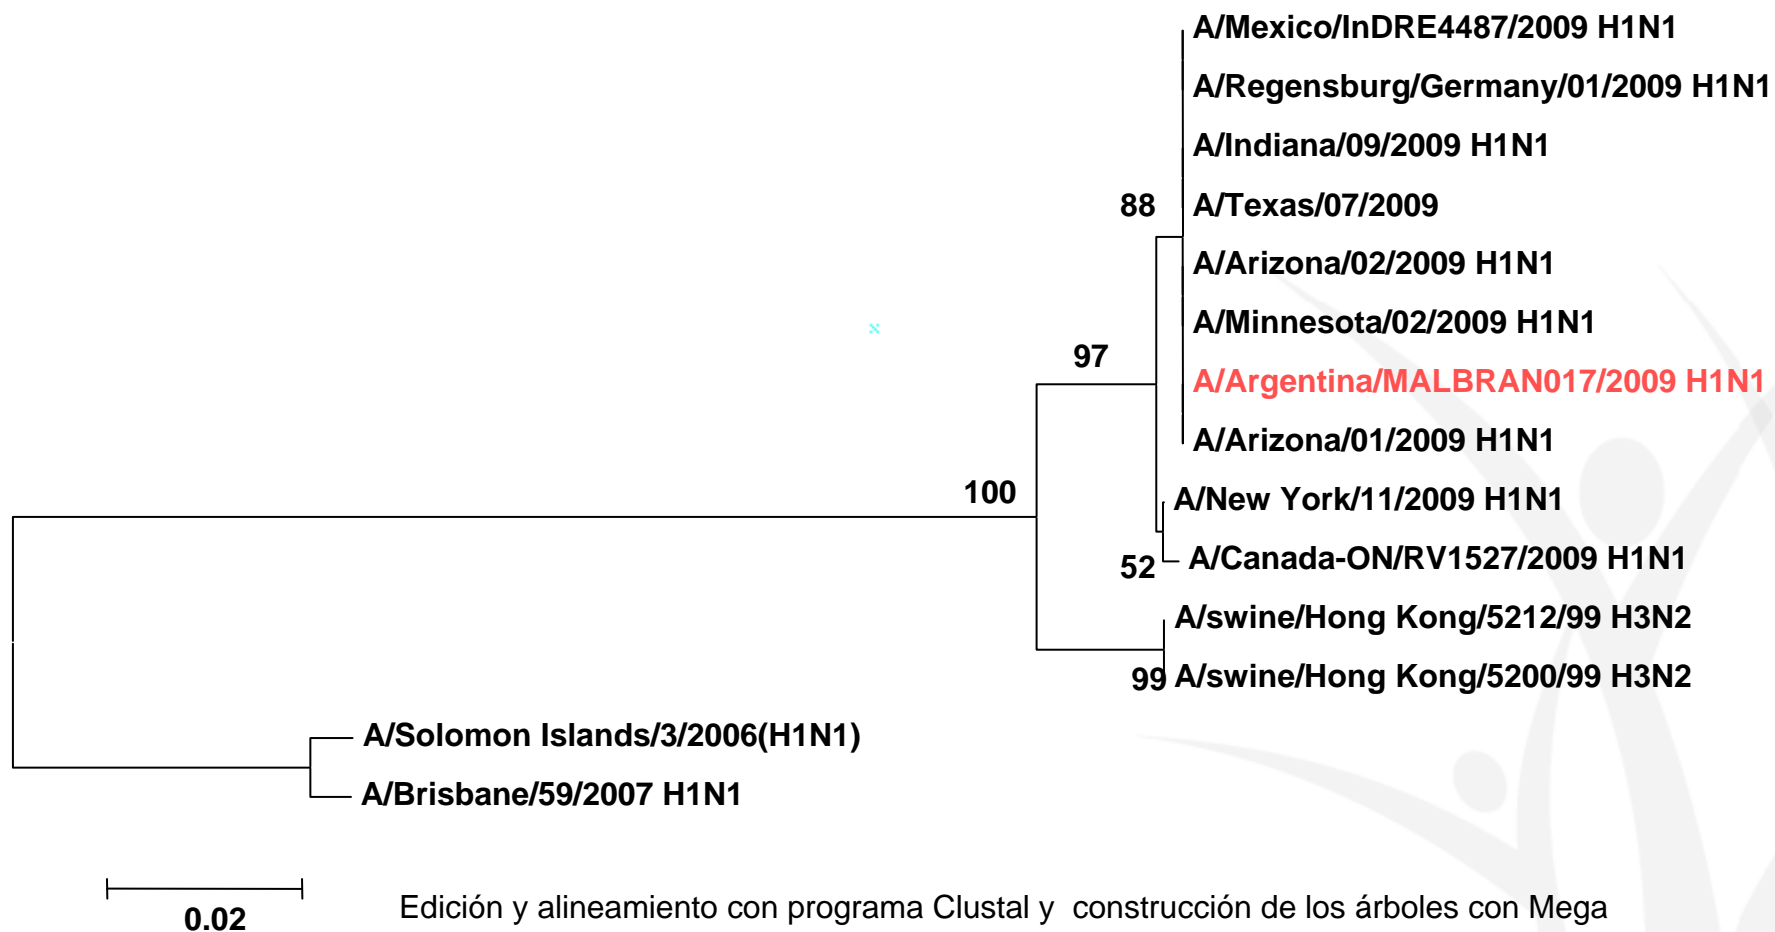 A/Mexico/InDRE4487/2009 H1N1
A/Regensburg/Germany/01/2009 H1N1
A/Indiana/09/2009 H1N1
88
A/Texas/07/2009
A/Arizona/02/2009 H1N1
A/Minnesota/02/2009 H1N1
97
A/Argentina/MALBRAN017/2009 H1N1
A/Arizona/01/2009 H1N1
100
A/New York/11/2009 H1N1
52
A/Canada-ON/RV1527/2009 H1N1
A/swine/Hong Kong/5212/99 H3N2
99
A/swine/Hong Kong/5200/99 H3N2
A/Solomon Islands/3/2006(H1N1)
A/Brisbane/59/2007 H1N1
0.02
Edición y alineamiento con programa Clustal y  construcción de los árboles con Mega